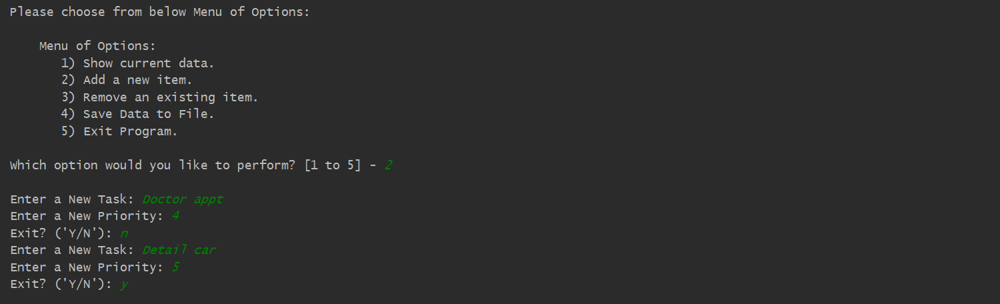 Please choose from below Menu of Options:
Menu of Options:
1) Show current data.
2) Add a new item.
3) Remove an existing item.
4) Save Data to File.
5) Exit Program.
Which option would you like to perform? [1 to 5] - 2
Enter a New Task: Doctor appt
Enter a New Priority: 4
Exit? ('Y/N'): n
Enter a New Task: Detail car
Enter a New Priority: 5
Exit? ('Y/N'): y